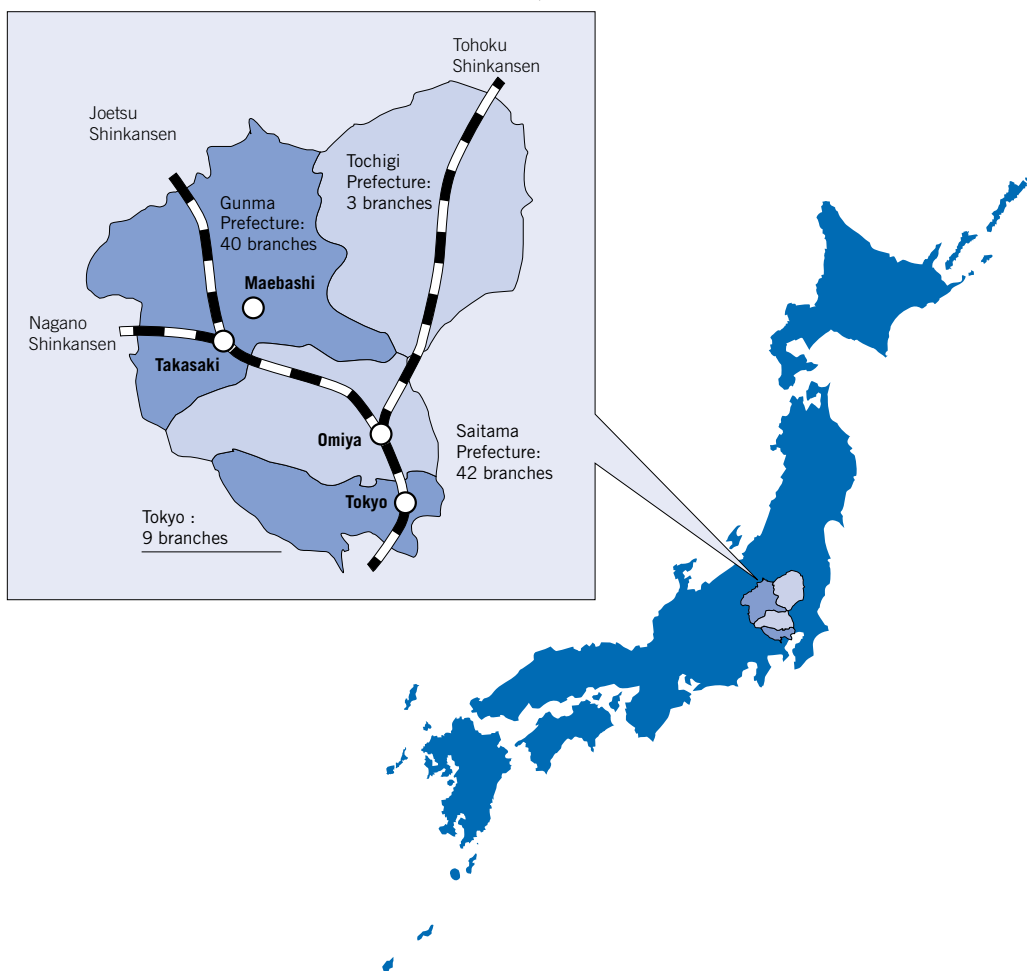 Tohoku
Shinkansen
Joetsu
Shinkansen
Tochigi
Prefecture:
3 branches
Gunma
Prefecture:
40 branches
Maebashi
Nagano
Shinkansen
Takasaki
Omiya
Saitama
Prefecture:
42 branches
Tokyo
Tokyo :
9 branches